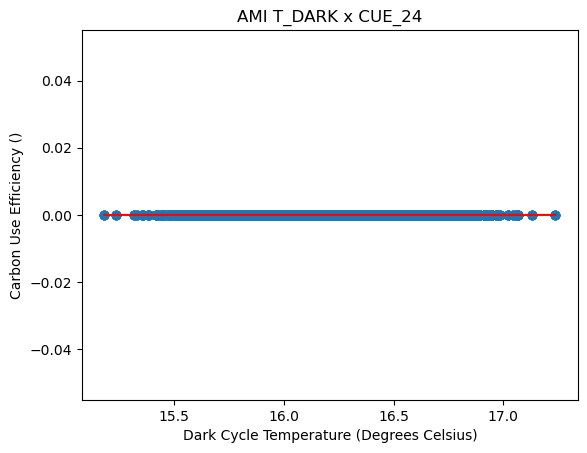 AMI T_DARK x CUE_24
Carbon Use Efficiency ()
0.04
0.02
0.00
−0.02
−0.04
15.5 16.0 16.5 17.0
Dark Cycle Temperature (Degrees Celsius)